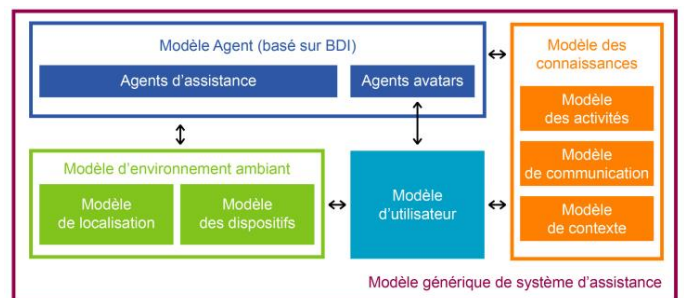 Modèle Agent (basé sur BDI)
Agents d'assistance
Agents avatars
Modèle des
connaissances
Modèle
des activités
Modèle
de communication
Modèle
de contexte
Modèle d'environnement ambiant
Modèle
de localisation
Modèle
des dispositifs
Modèle
d'utilisateur
Modèle générique de système d'assistance